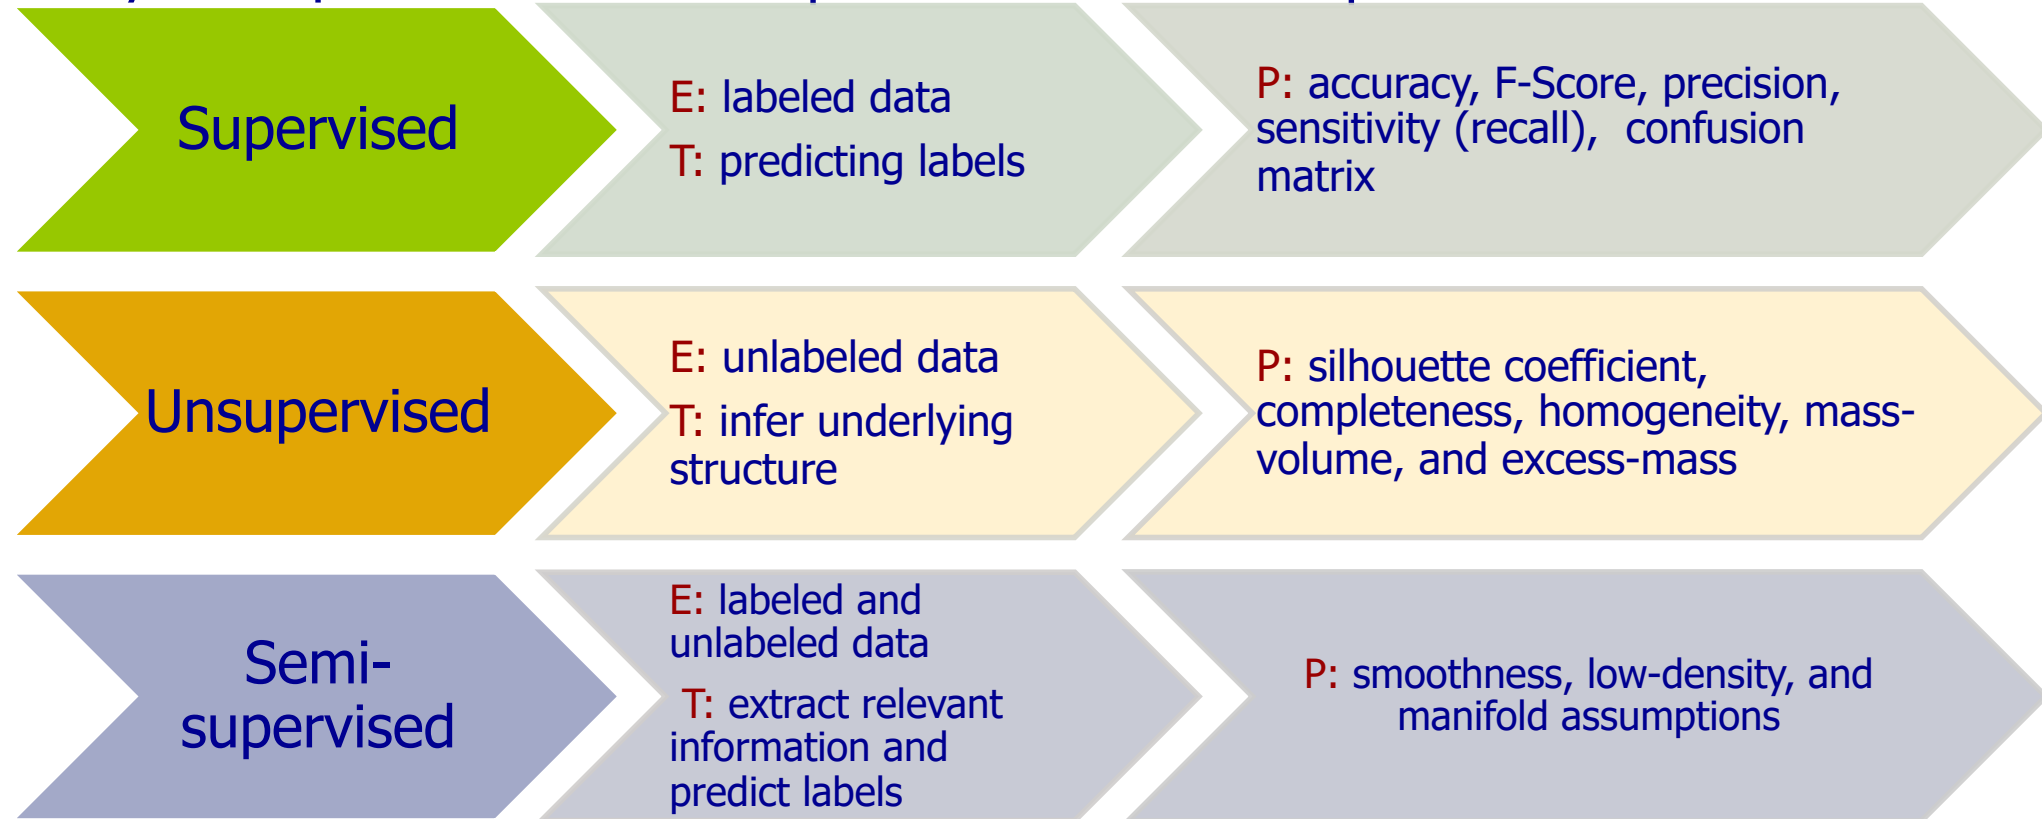 Supervised
E: labeled data
T: predicting labels
P: accuracy, F-Score, precision,
sensitivity (recall), confusion
matrix
Unsupervised
E: unlabeled data
T: infer underlying
structure
P: silhouette coefficient,
completeness, homogeneity, mass-
volume, and excess-mass
Semi-
supervised
E: labeled and
unlabeled data
T: extract relevant
information and
predict labels
P: smoothness, low-density, and
manifold assumptions